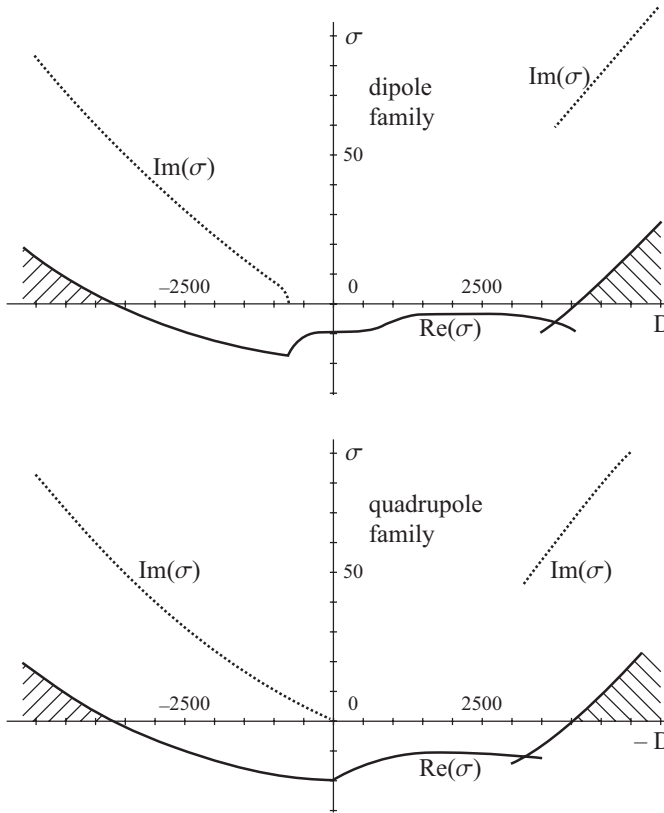 σ
dipole
family
Im(σ)
Im(σ)
50
–2500
0
2500
Re(σ)
D
σ
quadrupole
family
Im(σ)
50
Im(σ)
–2500
0
2500
Re(σ)
– D